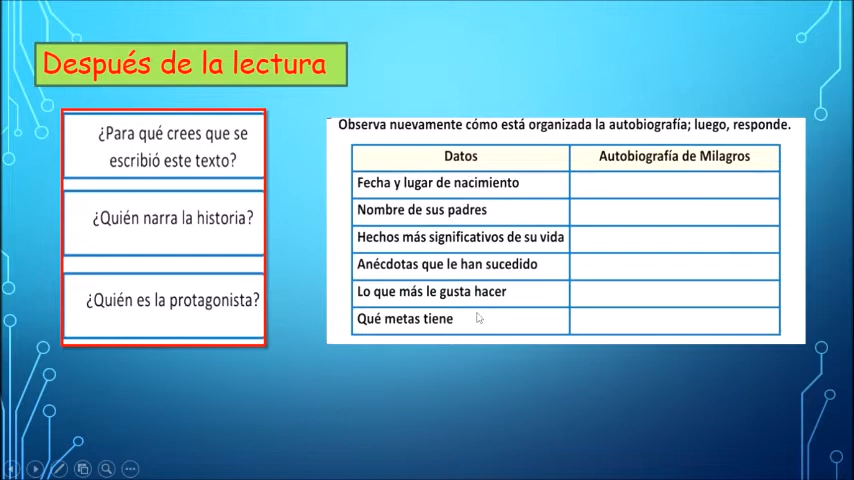 Después de la lectura
¿Para qué crees que se
escribió este texto?
¿Quién narra la historia?
¿Quién es la protagonista?
Observa nuevamente cómo está organizada la autobiografía; luego, responde.
Datos
Autobiografía de Milagros
Fecha y lugar de nacimiento
Nombre de sus padres
Hechos más significativos de su vida
Anécdotas que le han sucedido
Lo que más le gusta hacer
Qué metas tiene